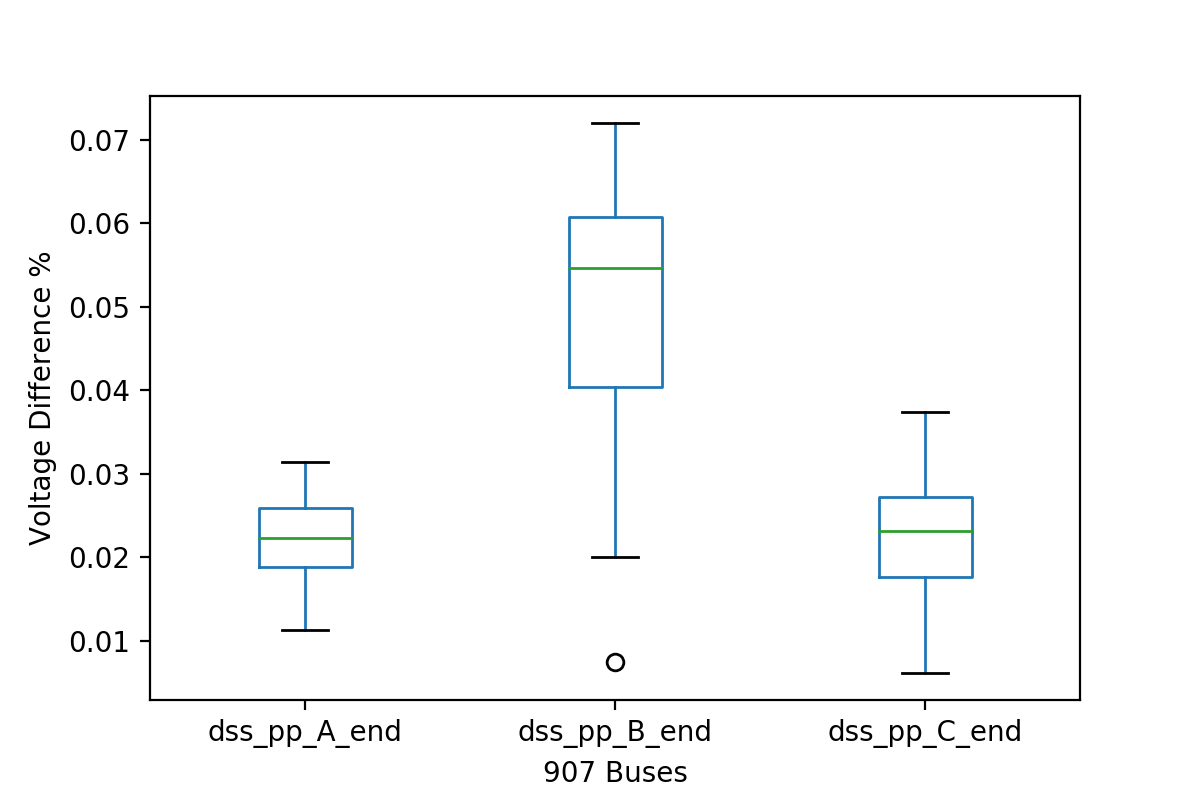 Voltage Difference %
0.07
0.06
0.05
0.04
0.03
0.02
0.01
dss_pp_A_end dss_pp_B_end dss_pp_C_end
907 Buses